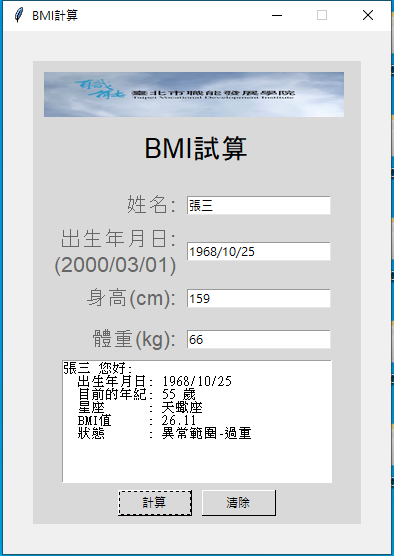 BMI計算
職能
臺北市職能發展學院
Taipei Vocational Development Institute
BMI試算
姓名:
張三
出生年月日:
(2000/03/01)
1968/10/25
身高(cm):
159
體重(kg):
66
張三 您好:
出生年月日: 1968/10/25
目前的年紀: 55 歲
星座 : 天蠍座
BMI值 : 26.11
狀態 : 異常範圍-過重
計算
清除